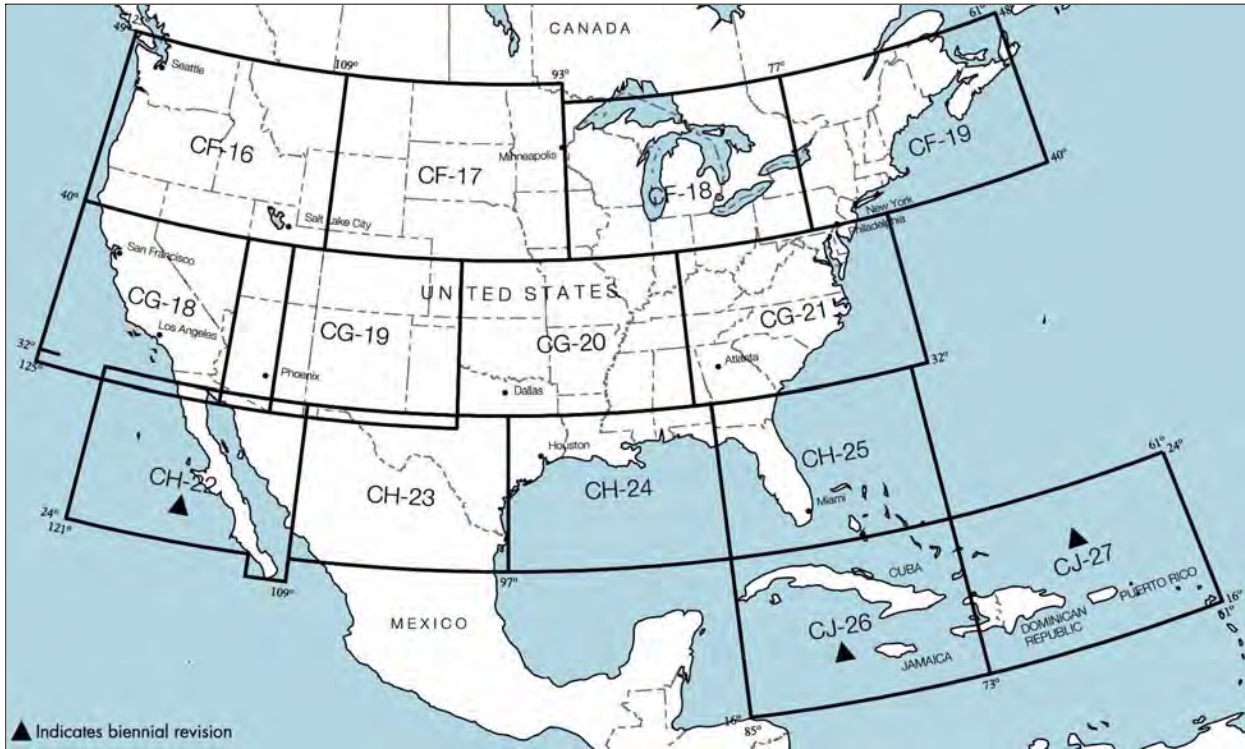 CANADA
61°
48°
125°
49°
109°
93°
77°
Seattle
CF-16
CF-17
Minneapolis
CF-18
CF-19
40°
40°
Salt Lake City
New York
Philadelphia
San Francisco
UNITED STATES
CG-18
CG-19
CG-20
CG-21
Los Angeles
Atlanta
32°
32°
125°
Phoenix
Dallas
Houston
CH-22
CH-23
CH-24
CH-25
Miami
61°
24°
24°
121°
97°
109°
CUBA
CJ-27
PUERTO RICO
16°
61°
DOMINICAN
REPUBLIC
MEXICO
CJ-26
JAMAICA
73°
16°
85°
Indicates biennial revision